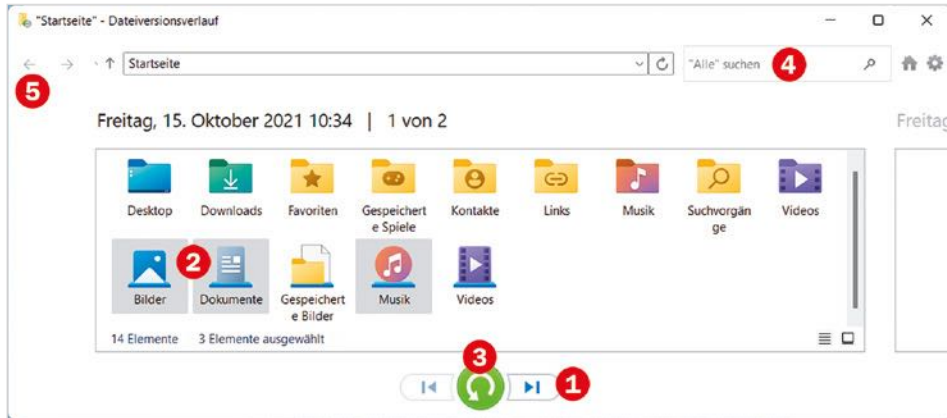 "Startseite" - Dateiversionsverlauf
Startseite
"Alle" suchen
4
5
Freitag, 15. Oktober 2021 10:34 | 1 von 2
Freitag
Desktop
Downloads
Favoriten
Gespeichert
e Spiele
Kontakte
Links
Musik
Suchvorgän
ge
Videos
2
Bilder
Dokumente
Gespeichert
e Bilder
Musik
Videos
14 Elemente 3 Elemente ausgewählt
3
1